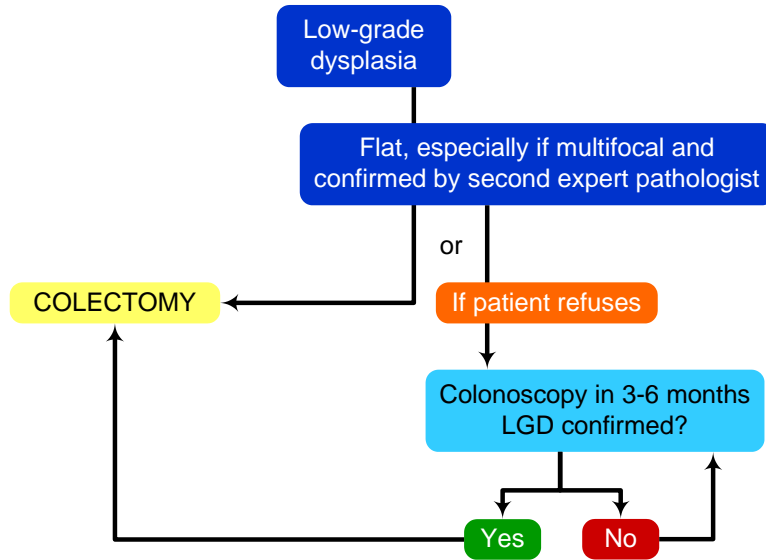 Low-grade
dysplasia
Flat, especially if multifocal and
confirmed by second expert pathologist
or
COLECTOMY
If patient refuses
Colonoscopy in 3-6 months
LGD confirmed?
Yes
No